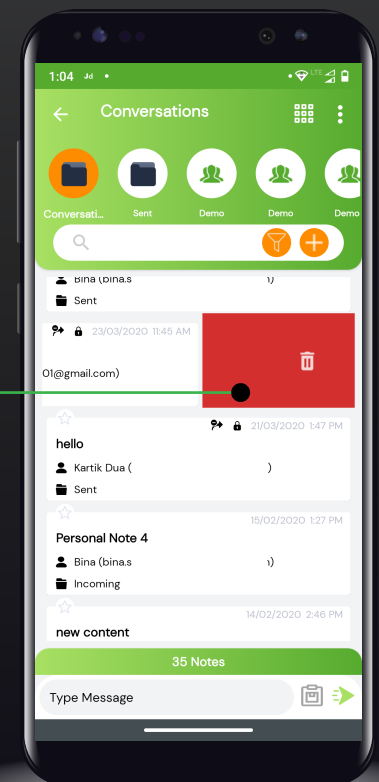 1:04 Jd
LTE
Conversations
Conversati... Sent Demo Demo Demo
Bina (bina.s )
Sent
23/03/2020 11:45 AM
01@gmail.com)
21/03/2020 1:47 PM
hello
Kartik Dua ( )
Sent
15/02/2020 1:27 PM
Personal Note 4
Bina (bina.s )
Incoming
14/02/2020 2:46 PM
new content
35 Notes
Type Message